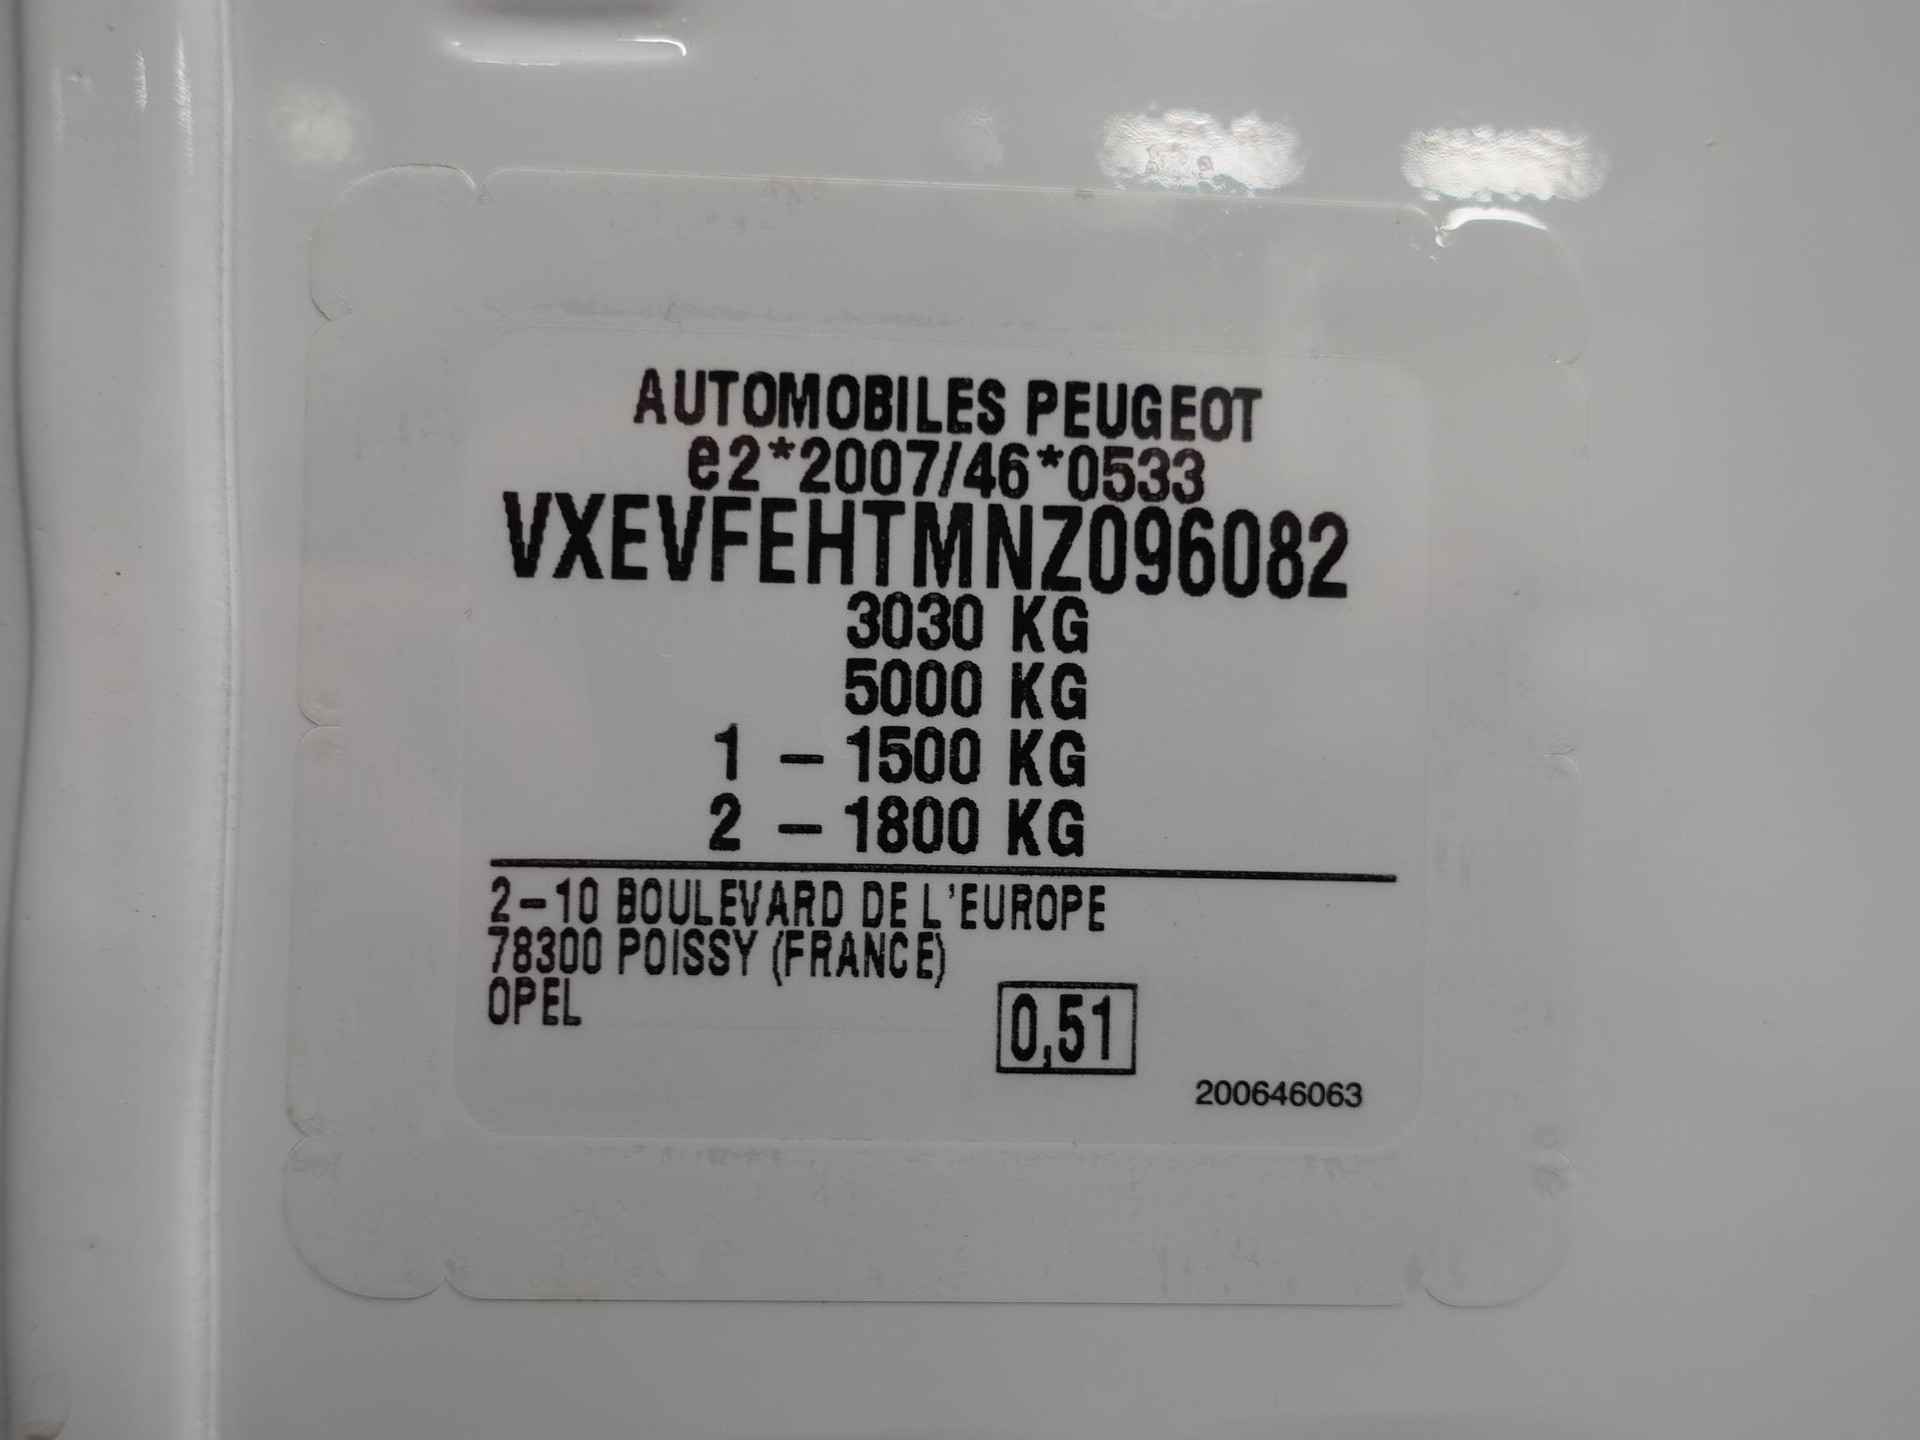 AUTOMOBILES PEUGEOT
e2*2007/46*0533
VXEVFEHTMNZ096082
3030 KG
5000 KG
1 - 1500 KG
2 - 1800 KG
2-10 BOULEVARD DE L'EUROPE
78300 POISSY (FRANCE)
OPEL
0,51
200646063